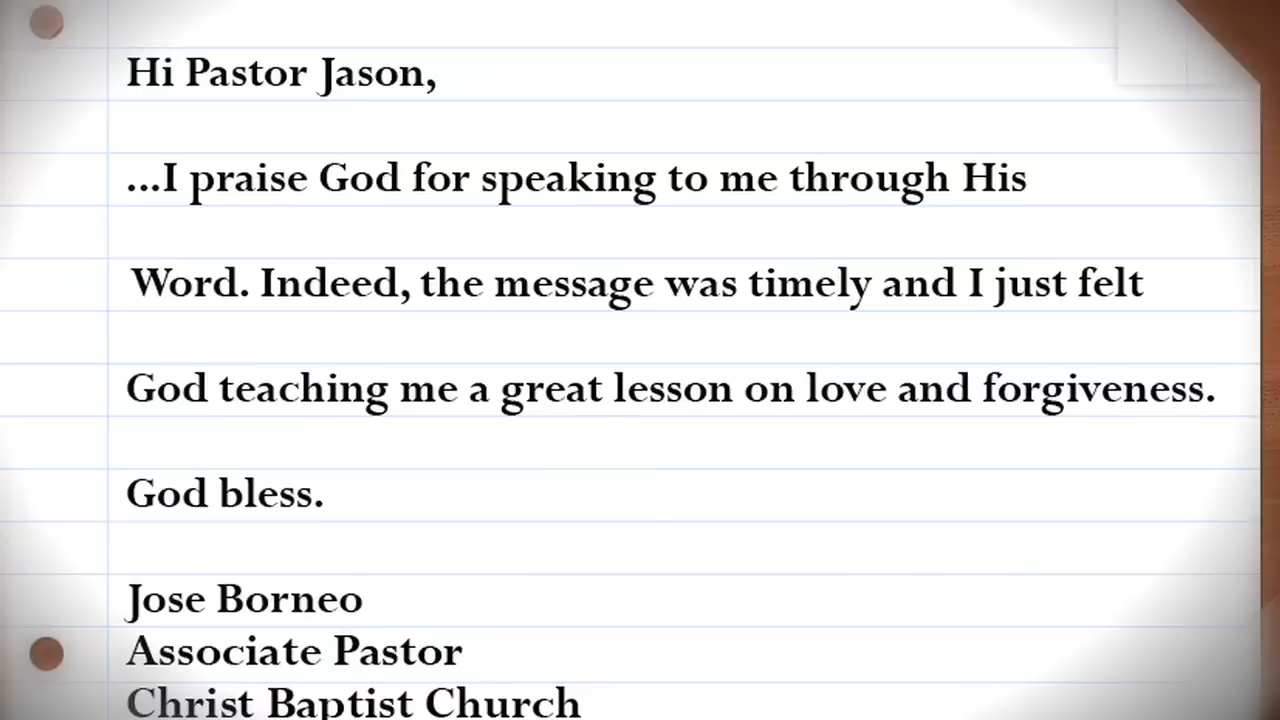 Hi Pastor Jason,
...I praise God for speaking to me through His
Word. Indeed, the message was timely and I just felt
God teaching me a great lesson on love and forgiveness.
God bless.
Jose Borneo
Associate Pastor
Christ Baptist Church